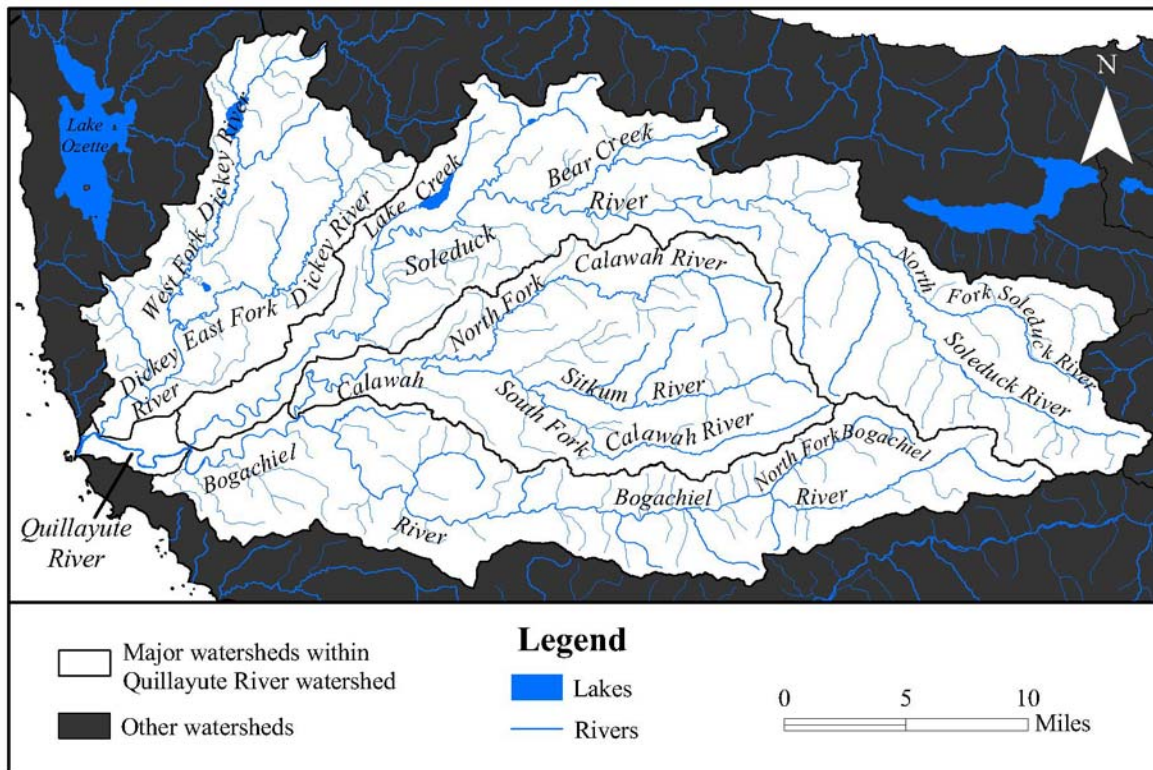 N
Lake
Ozette
West Fork Dickey River
Dickey East Fork Dickey River
River
Lake Creek
Bear Creek
River
Soleduck
North Fork Calawah River
North
Fork Soleduck River
Soleduck River
Calawah
Sitkum River
South Fork
Calawah River
North Fork Bogachiel
Bogachiel
Bogachiel
River
River
Quillayute
River
Legend
Major watersheds within
Quillayute River watershed
Other watersheds
Lakes
Rivers
0 5 10
Miles